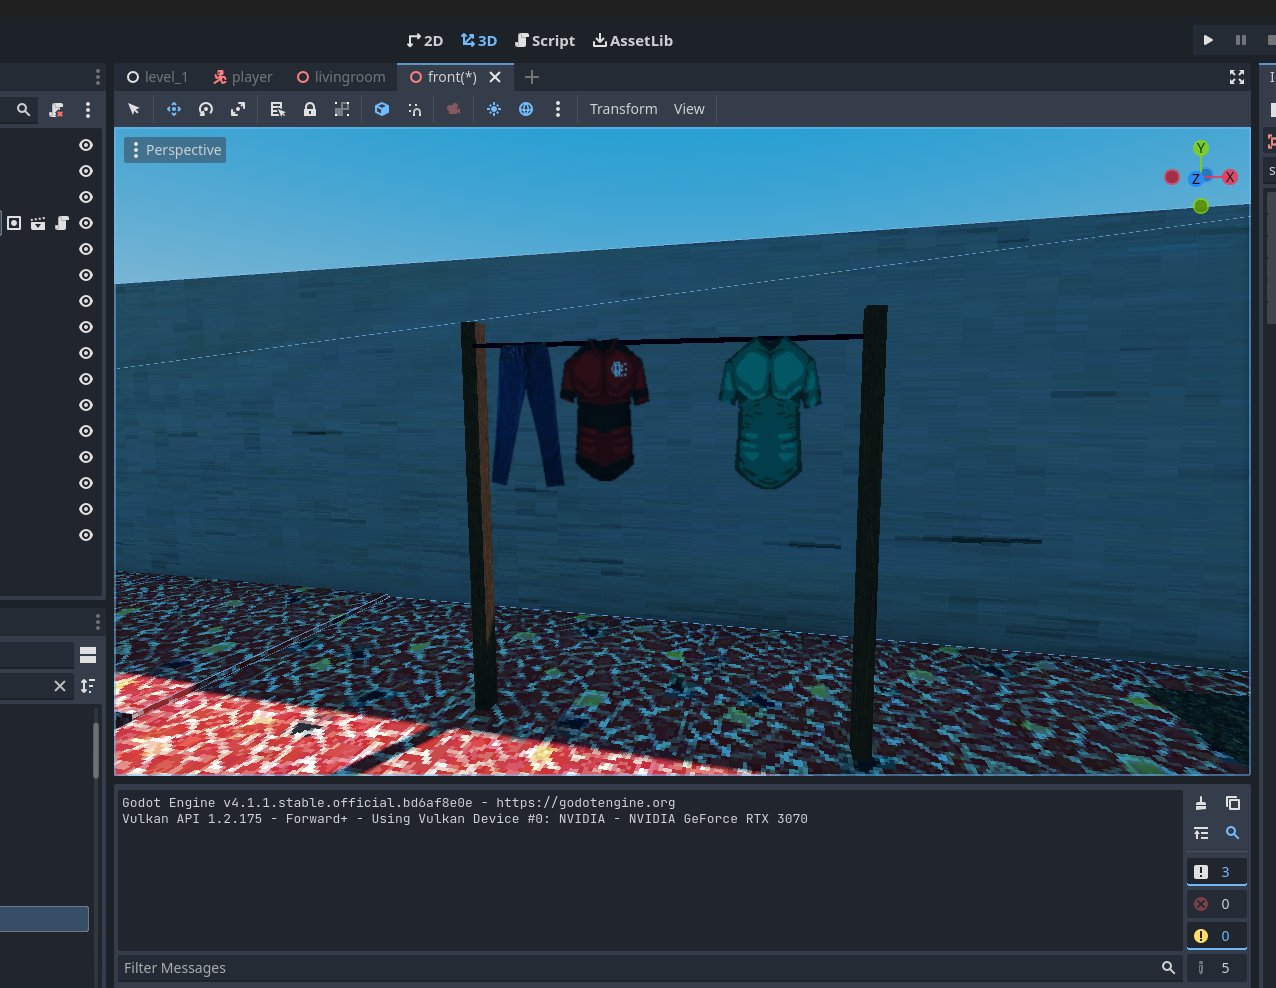 2D 3D Script AssetLib
level_1 player livingroom front(*)
Transform View
Perspective
Y
Z X
Godot Engine v4.1.1.stable.official.bd6af8e0e - https://godotengine.org
Vulkan API 1.2.175 - Forward+ - Using Vulkan Device #0: NVIDIA - NVIDIA GeForce RTX 3070
3
0
0
5
Filter Messages